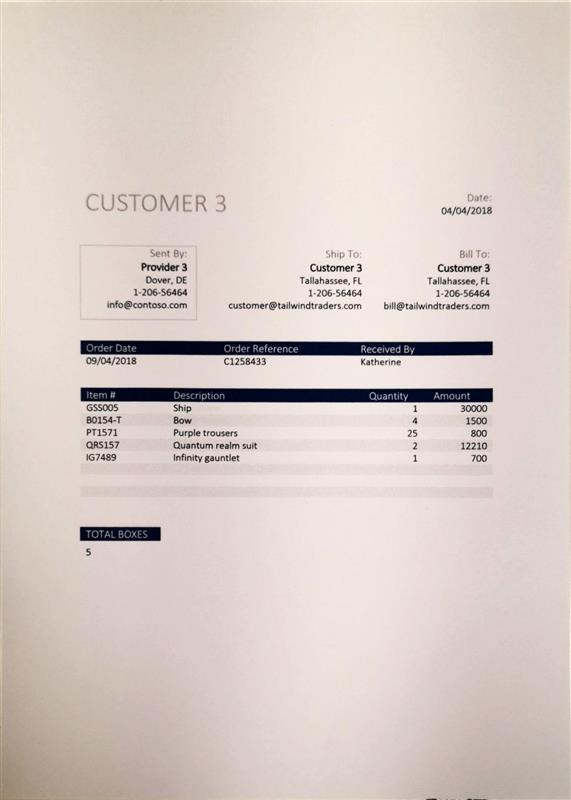 CUSTOMER 3
Date:
04/04/2018
Sent By:
Provider 3
Dover, DE
1-206-56464
info@contoso.com
Ship To:
Customer 3
Tallahassee, FL
1-206-56464
customer@tailwindtraders.com
Bill To:
Customer 3
Tallahassee, FL
1-206-56464
bill@tailwindtraders.com
Order Date Order Reference Received By
09/04/2018 C1258433 Katherine
Item # Description Quantity Amount
GSS005 Ship 1 30000
B0154-T Bow 4 1500
PT1571 Purple trousers 25 800
QRS157 Quantum realm suit 2 12210
IG7489 Infinity gauntlet 1 700
TOTAL BOXES
5